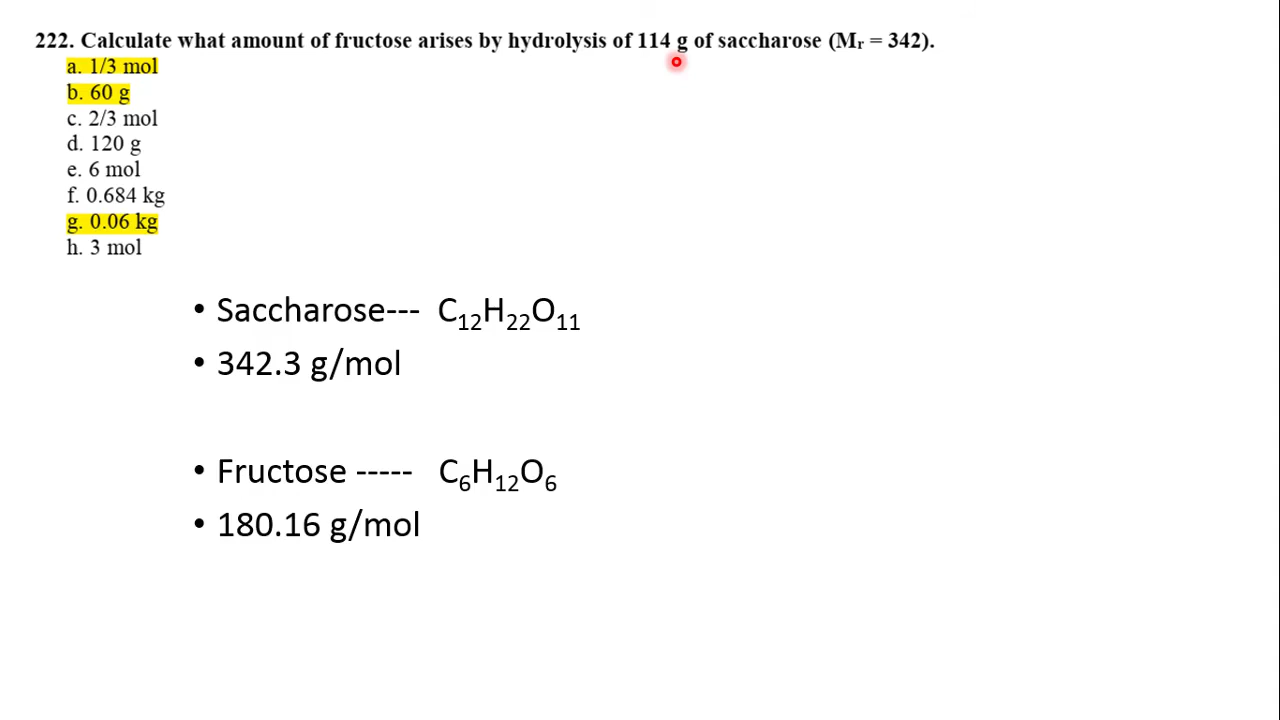 222. Calculate what amount of fructose arises by hydrolysis of 114 g of saccharose (Mᵣ = 342).
a. 1/3 mol
b. 60 g
c. 2/3 mol
d. 120 g
e. 6 mol
f. 0.684 kg
g. 0.06 kg
h. 3 mol
• Saccharose--- C₁₂H₂₂O₁₁
• 342.3 g/mol
• Fructose ----- C₆H₁₂O₆
• 180.16 g/mol